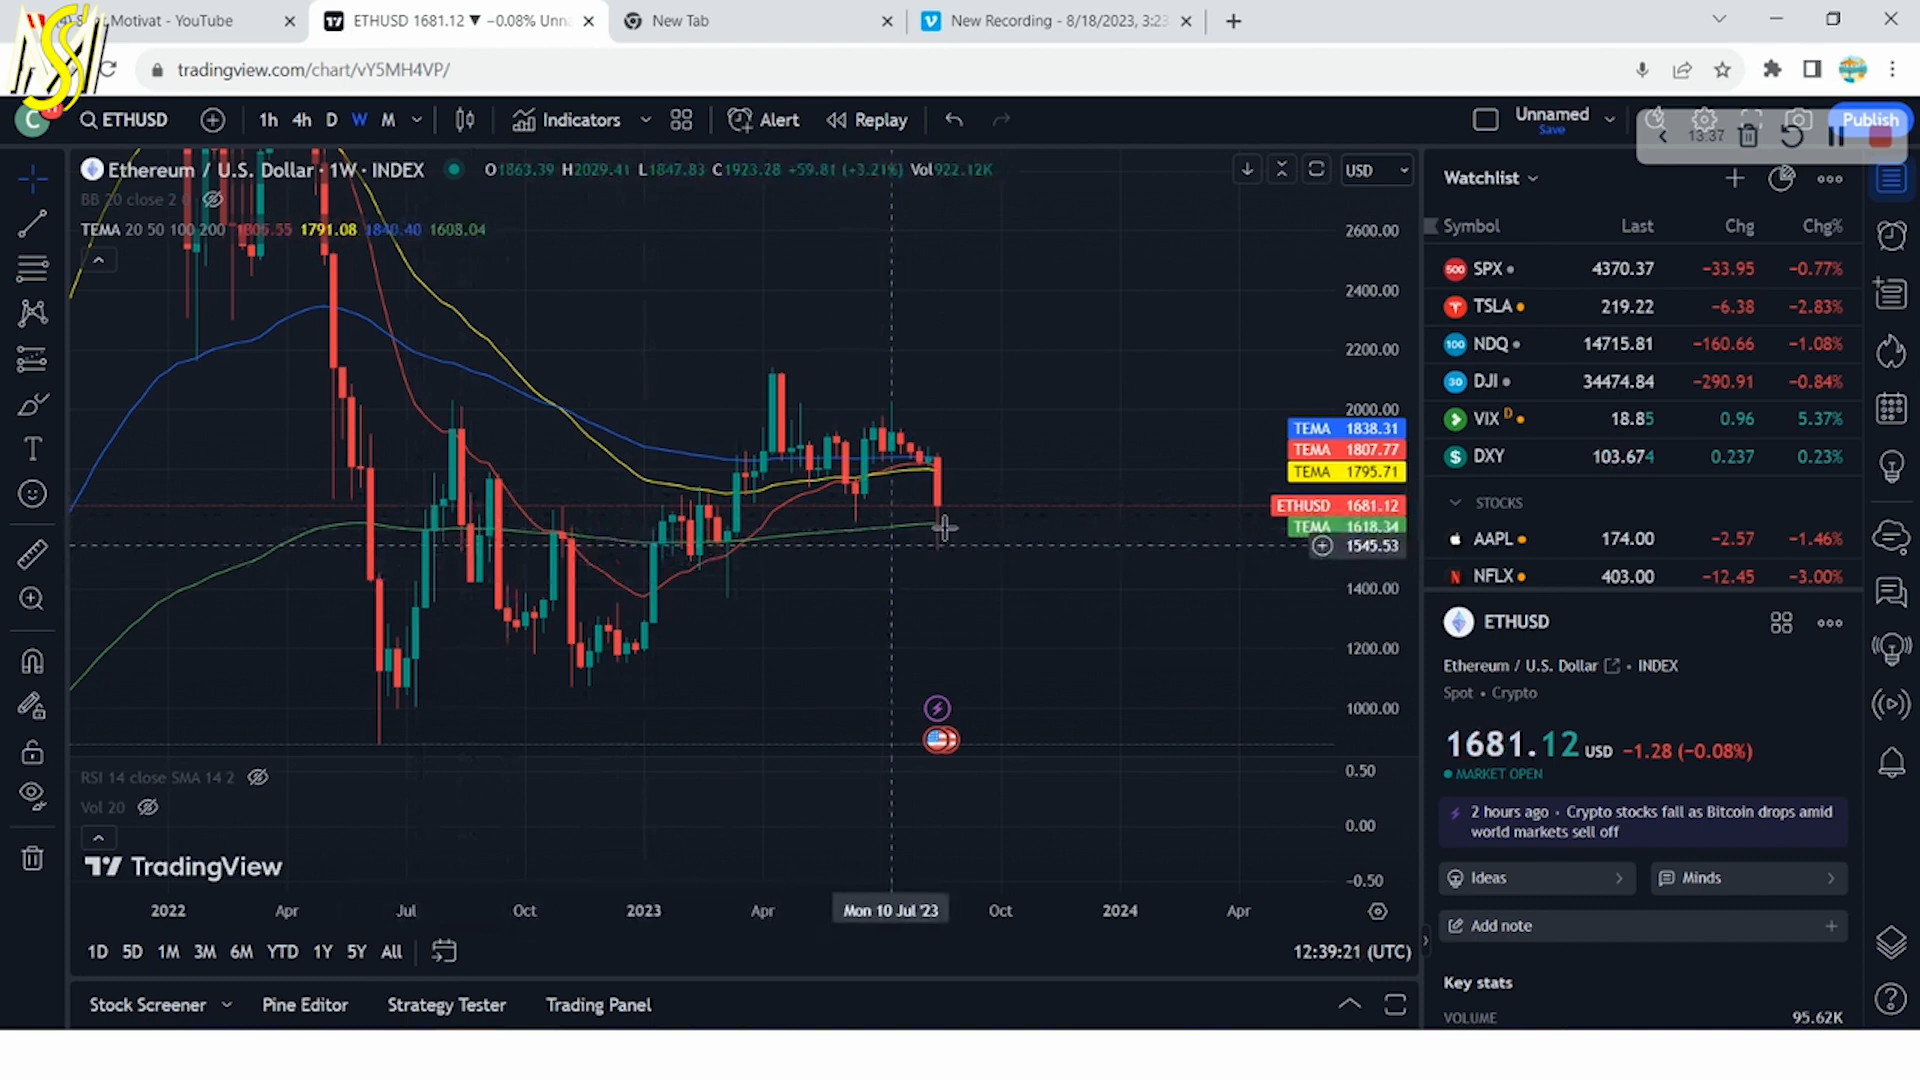 Motivat - YouTube
ETHUSD 1681.12 ▼ −0.08% Unn
New Tab
New Recording - 8/18/2023, 3:23
tradingview.com/chart/vY5MH4VP/
C
ETHUSD
1h 4h D W M
Indicators
Alert
Replay
Unnamed
Save
Publish
13:37
Ethereum / U.S. Dollar · 1W · INDEX
O1863.39 H2029.41 L1847.83 C1923.28 +59.81 (+3.21%) Vol922.12K
USD
BB 20 close 2
TEMA 20 50 100 200 1805.55 1791.08 1840.40 1608.04
2600.00
2400.00
2200.00
2000.00
TEMA 1838.31
TEMA 1807.77
TEMA 1795.71
ETHUSD 1681.12
TEMA 1618.34
1545.53
1400.00
1200.00
1000.00
RSI 14 close SMA 14 2
Vol 20
0.50
0.00
−0.50
TradingView
2022 Apr Jul Oct 2023 Apr Mon 10 Jul '23 Oct 2024 Apr
1D 5D 1M 3M 6M YTD 1Y 5Y All
12:39:21 (UTC)
Stock Screener
Pine Editor
Strategy Tester
Trading Panel
Watchlist
Symbol Last Chg Chg%
SPX 4370.37 −33.95 −0.77%
TSLA 219.22 −6.38 −2.83%
NDQ 14715.81 −160.66 −1.08%
DJI 34474.84 −290.91 −0.84%
VIX D 18.85 0.96 5.37%
DXY 103.674 0.237 0.23%
STOCKS
AAPL 174.00 −2.57 −1.46%
NFLX 403.00 −12.45 −3.00%
ETHUSD
Ethereum / U.S. Dollar · INDEX
Spot · Crypto
1681.12 USD −1.28 (−0.08%)
MARKET OPEN
2 hours ago · Crypto stocks fall as Bitcoin drops amid
world markets sell off
Ideas
Minds
Add note
Key stats
VOLUME 95.62K